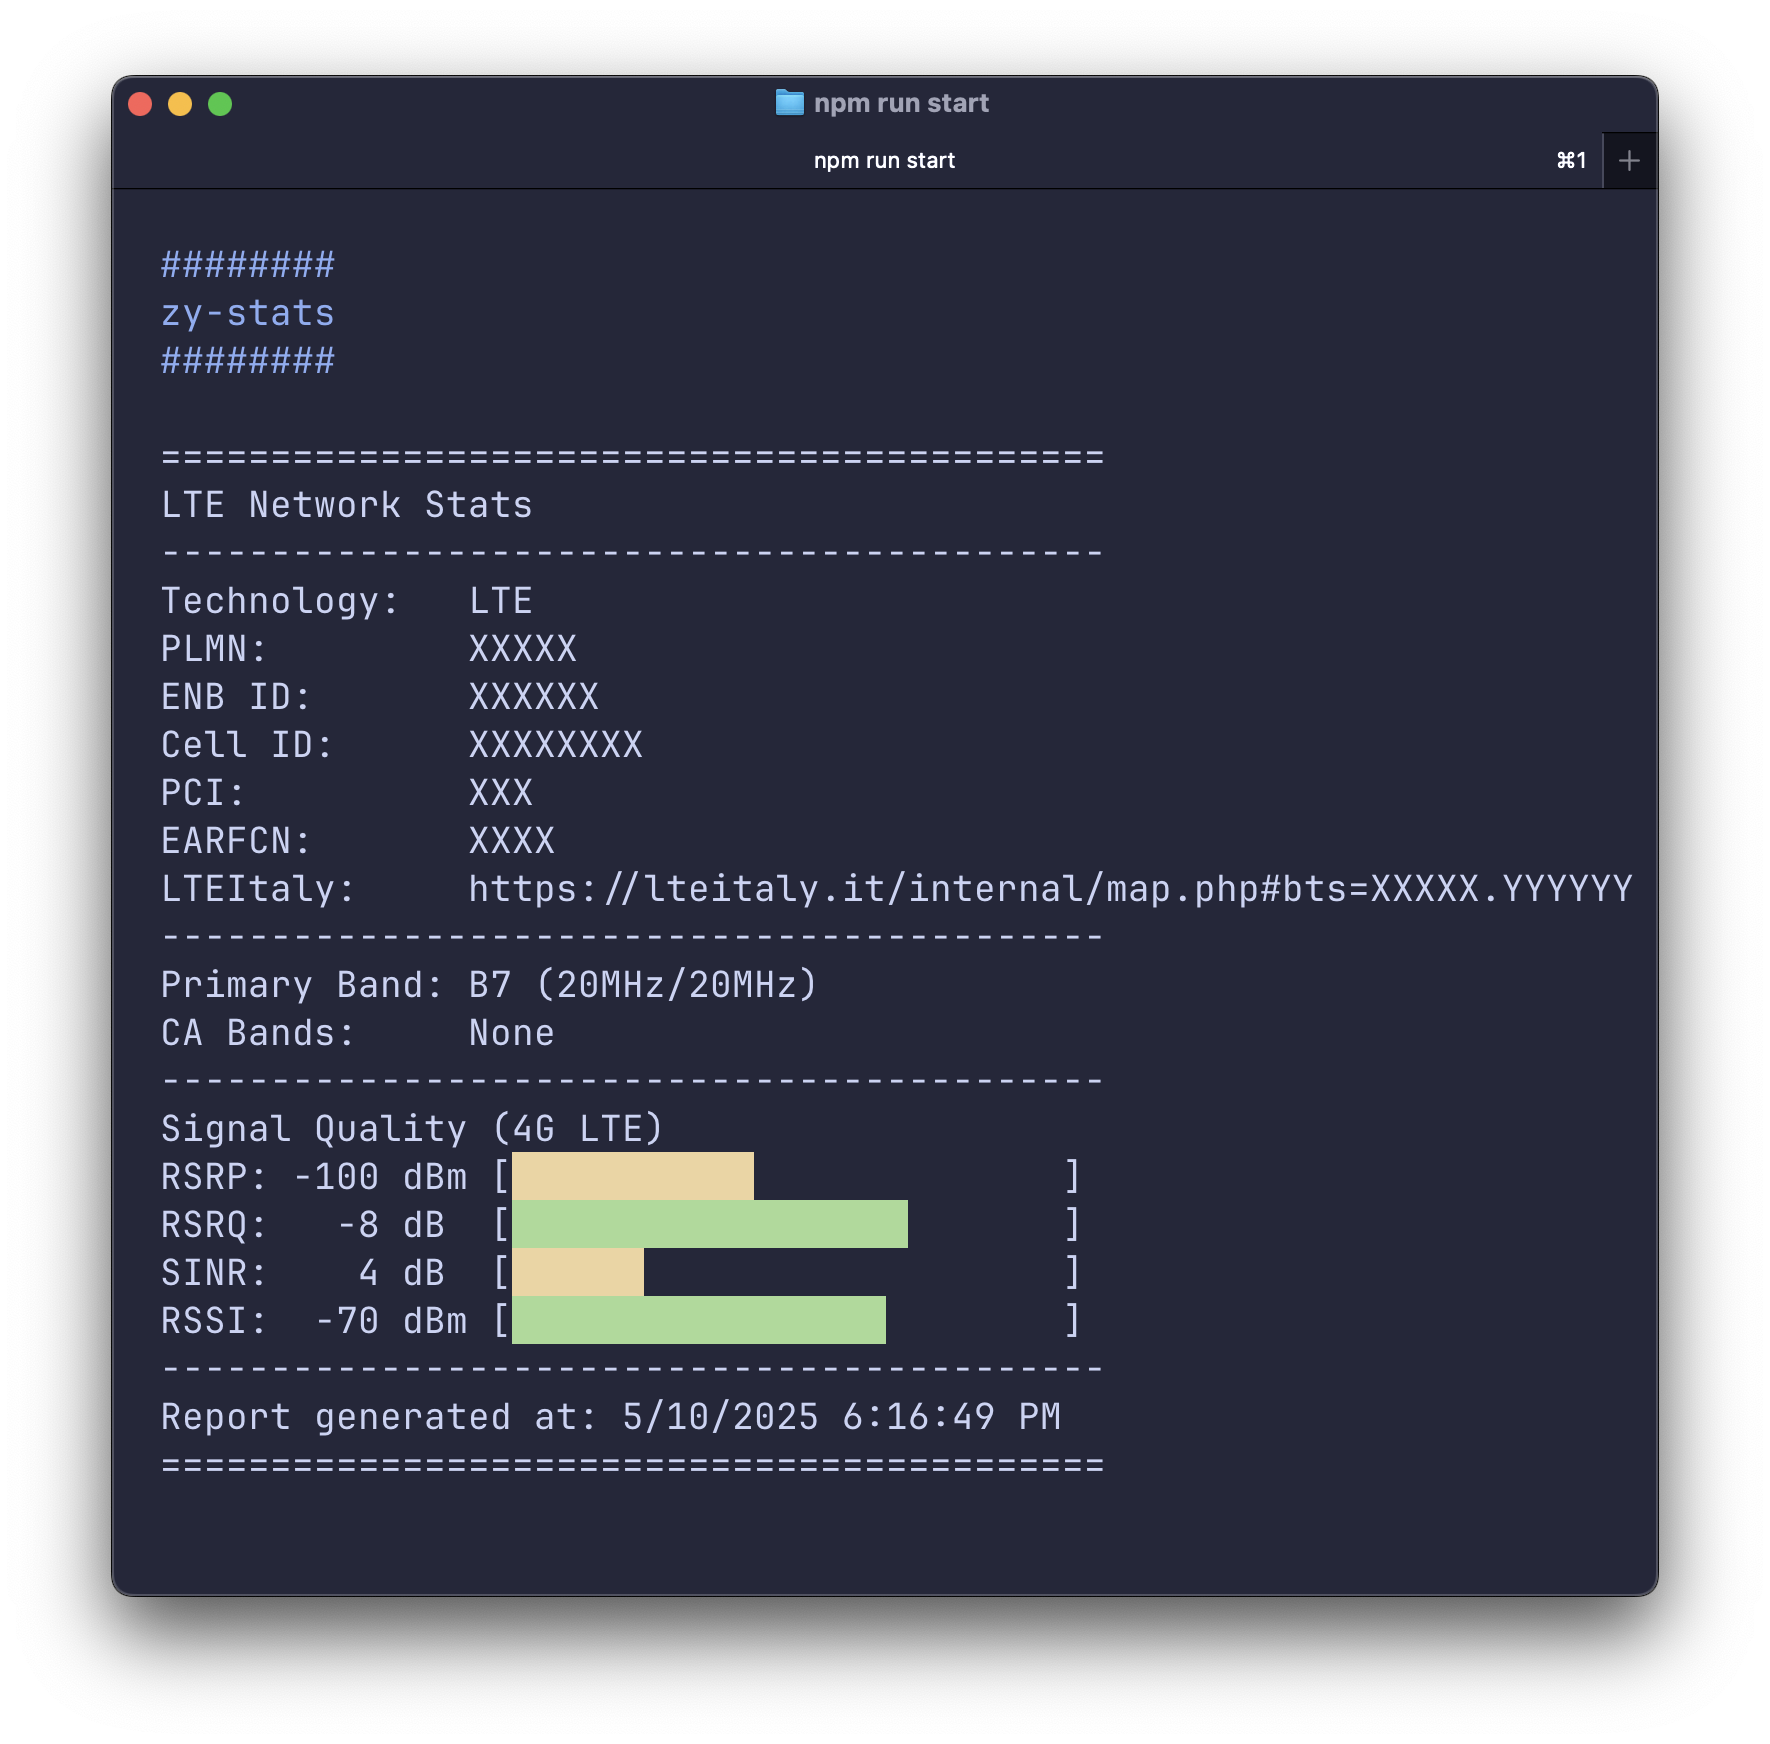 npm run start
npm run start ⌘1 +
########
zy-stats
########
===========================================
LTE Network Stats
-------------------------------------------
Technology:   LTE
PLMN:         XXXXX
ENB ID:       XXXXXX
Cell ID:      XXXXXXXX
PCI:          XXX
EARFCN:       XXXX
LTEItaly:     https://lteitaly.it/internal/map.php#bts=XXXXX.YYYYYY
-------------------------------------------
Primary Band: B7 (20MHz/20MHz)
CA Bands:     None
-------------------------------------------
Signal Quality (4G LTE)
RSRP: -100 dBm [                         ]
RSRQ:   -8 dB  [                         ]
SINR:    4 dB  [                         ]
RSSI:  -70 dBm [                         ]
-------------------------------------------
Report generated at: 5/10/2025 6:16:49 PM
===========================================